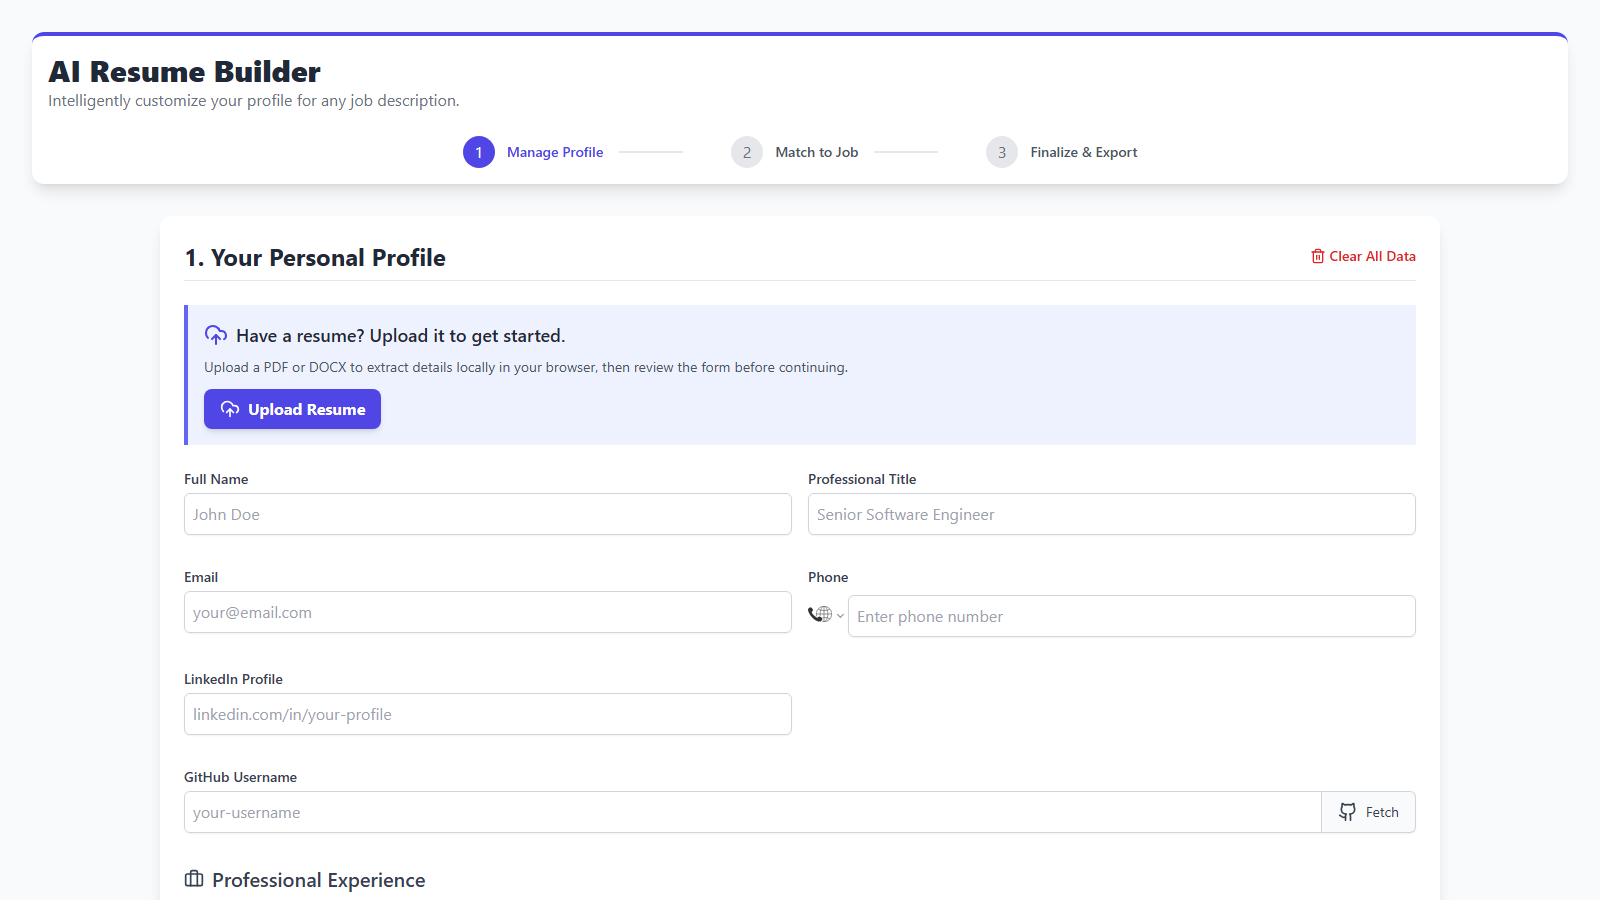 AI Resume Builder
Intelligently customize your profile for any job description.
1 Manage Profile 2 Match to Job 3 Finalize & Export
1. Your Personal Profile
Clear All Data
Have a resume? Upload it to get started.
Upload a PDF or DOCX to extract details locally in your browser, then review the form before continuing.
Upload Resume
Full Name
John Doe
Professional Title
Senior Software Engineer
Email
your@email.com
Phone
Enter phone number
LinkedIn Profile
linkedin.com/in/your-profile
GitHub Username
your-username
Fetch
Professional Experience